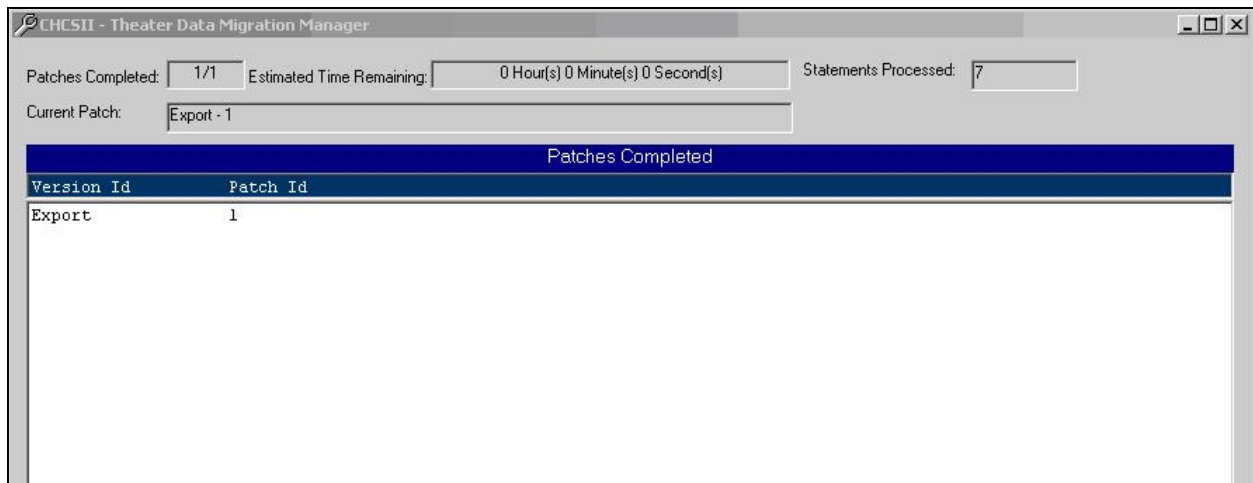 CHCSII - Theater Data Migration Manager
Patches Completed: 1/1 Estimated Time Remaining: 0 Hour(s) 0 Minute(s) 0 Second(s) Statements Processed: 7
Current Patch: Export - 1
Patches Completed
Version Id Patch Id
Export 1